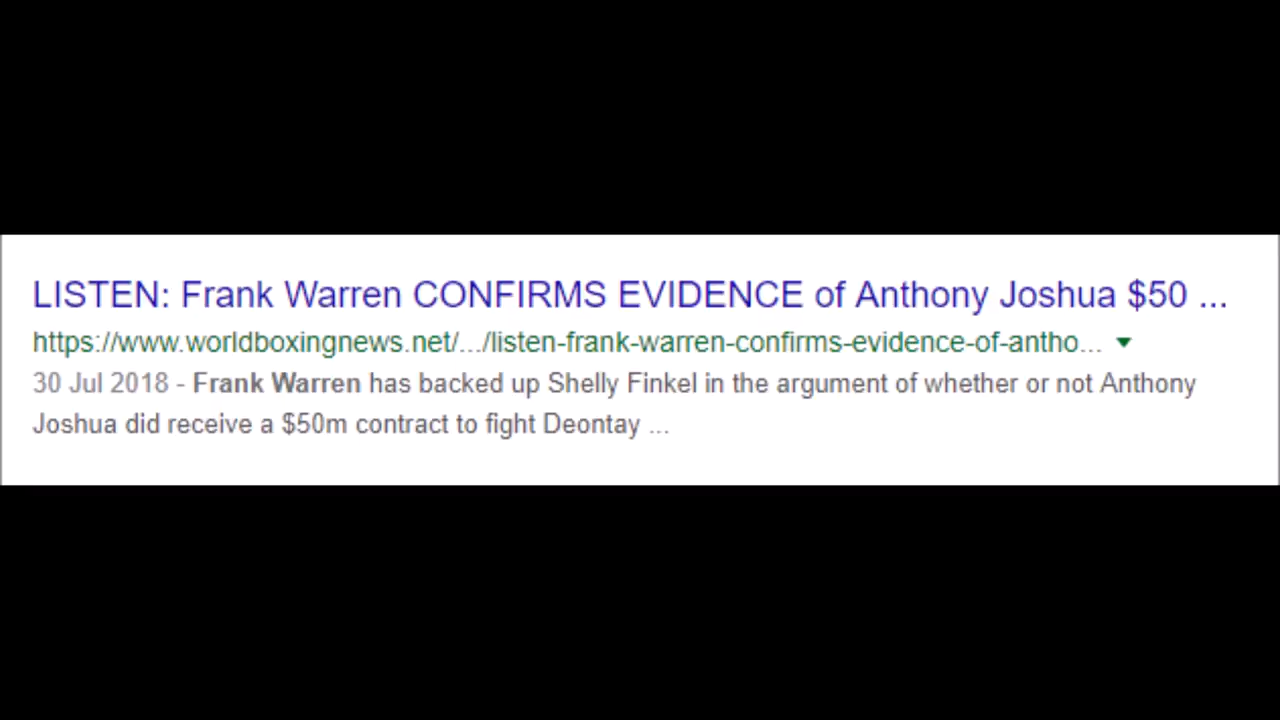 LISTEN: Frank Warren CONFIRMS EVIDENCE of Anthony Joshua $50 ...
https://www.worldboxingnews.net/.../listen-frank-warren-confirms-evidence-of-antho...
30 Jul 2018 - Frank Warren has backed up Shelly Finkel in the argument of whether or not Anthony
Joshua did receive a $50m contract to fight Deontay ...